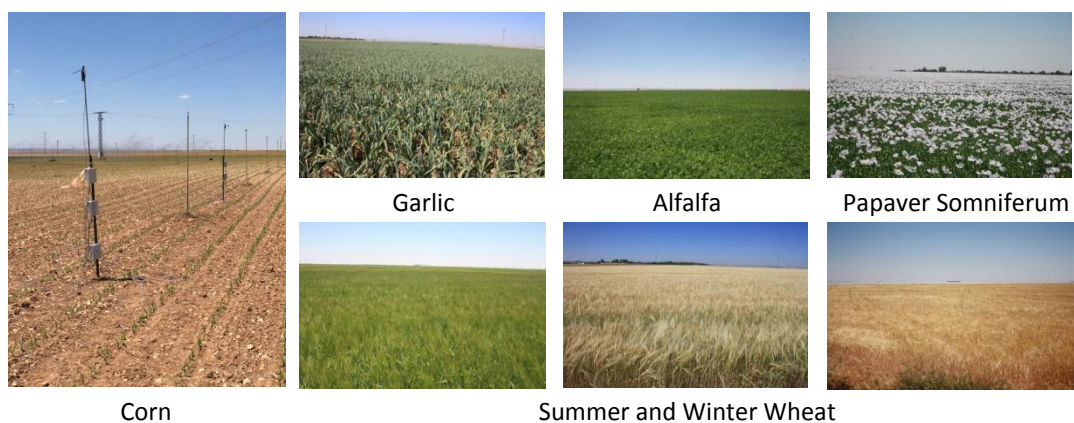 Garlic
Alfalfa
Papaver Somniferum
Corn
Summer and Winter Wheat